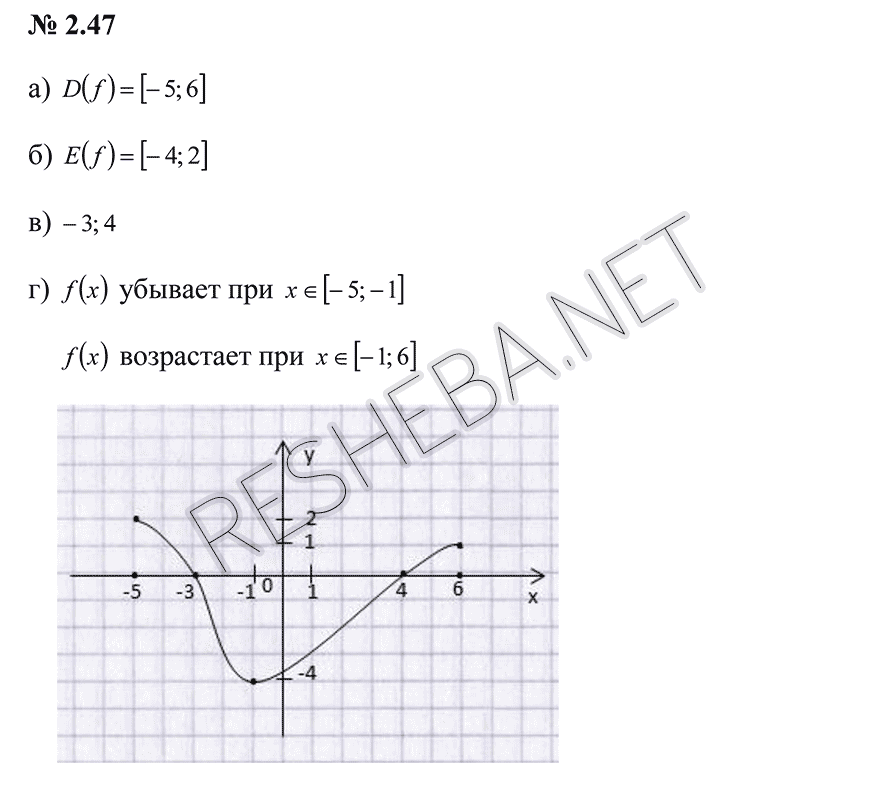 № 2.47
а) D(f)=[−5;6]
б) E(f)=[−4;2]
в) −3;4
г) f(x) убывает при x∈[−5;−1]
f(x) возрастает при x∈[−1;6]
RESHEBA.NET
y
2
1
-5 -3 -1 0 1 4 6 x
-4